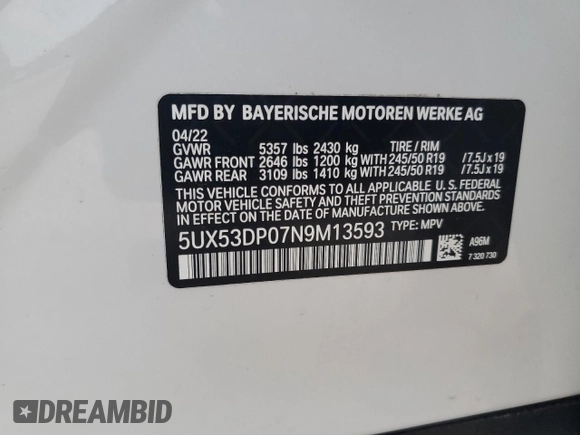 MFD BY BAYERISCHE MOTOREN WERKE AG
04/22
GVWR 5357 lbs 2430 kg TIRE / RIM
GAWR FRONT 2646 lbs 1200 kg WITH 245/50 R19 / 7.5J x 19
GAWR REAR 3109 lbs 1410 kg WITH 245/50 R19 / 7.5J x 19
THIS VEHICLE CONFORMS TO ALL APPLICABLE U. S. FEDERAL
MOTOR VEHICLE SAFETY AND THEFT PREVENTION STANDARDS
IN EFFECT ON THE DATE OF MANUFACTURE SHOWN ABOVE.
5UX53DP07N9M13593 TYPE: MPV
A96M
7 320 730
DREAMBID